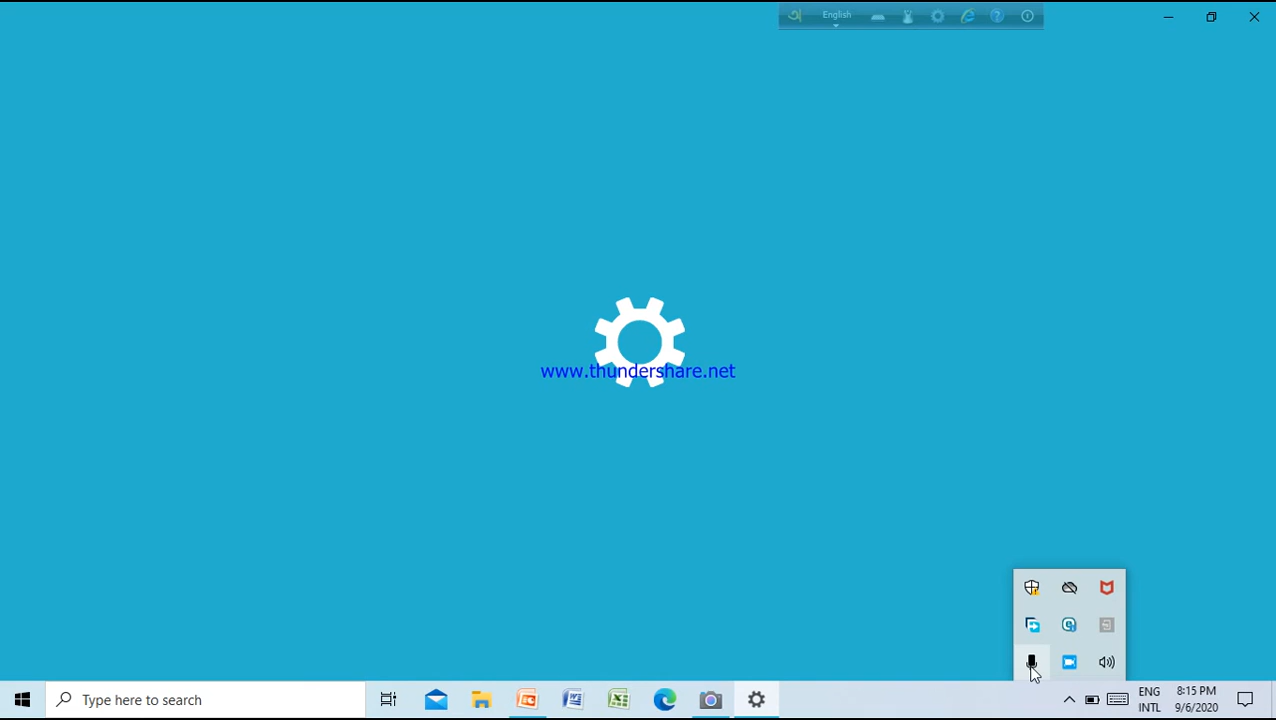 অ English
www.thundershare.net
Type here to search
ENG
INTL
8:15 PM
9/6/2020